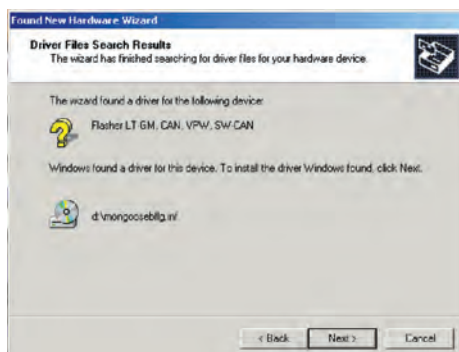 Found New Hardware Wizard
Driver Files Search Results
The wizard has finished searching for driver files for your hardware device.
The wizard found a driver for the following device:
Flasher LT GM, CAN, VPW, SW-CAN
Windows found a driver for this device. To install the driver Windows found, click Next.
< Back
Next >
Cancel